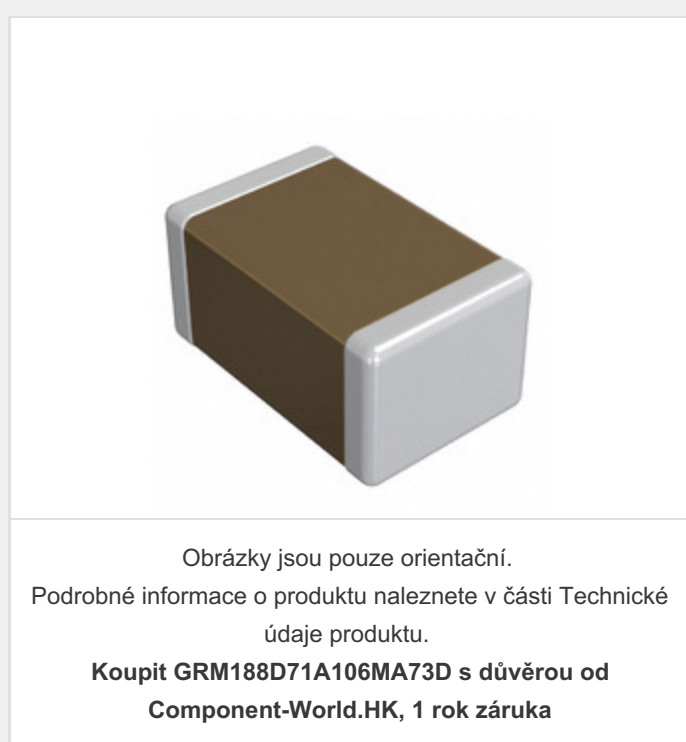 Obrázky jsou pouze orientační.
Podrobné informace o produktu naleznete v části Technické
údaje produktu.
Koupit GRM188D71A106MA73D s důvěrou od
Component-World.HK, 1 rok záruka